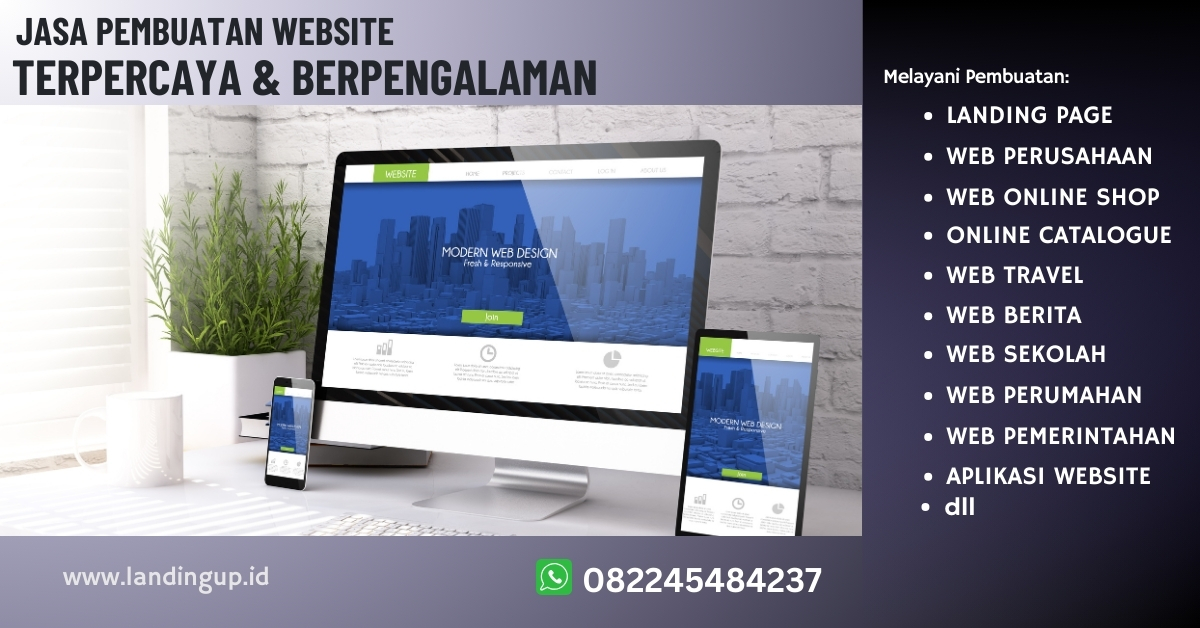 JASA PEMBUATAN WEBSITE
TERPERCAYA & BERPENGALAMAN
WEBSITE
HOME
LOG IN
ABOUT US
MODERN WEB DESIGN
Fresh & Responsive
Join
WEBSITE
MODERN WEB DESIGN
Fresh & Responsive
www.landingup.id
082245484237
Melayani Pembuatan:
• LANDING PAGE
• WEB PERUSAHAAN
• WEB ONLINE SHOP
• ONLINE CATALOGUE
• WEB TRAVEL
• WEB BERITA
• WEB SEKOLAH
• WEB PERUMAHAN
• WEB PEMERINTAHAN
• APLIKASI WEBSITE
• dll